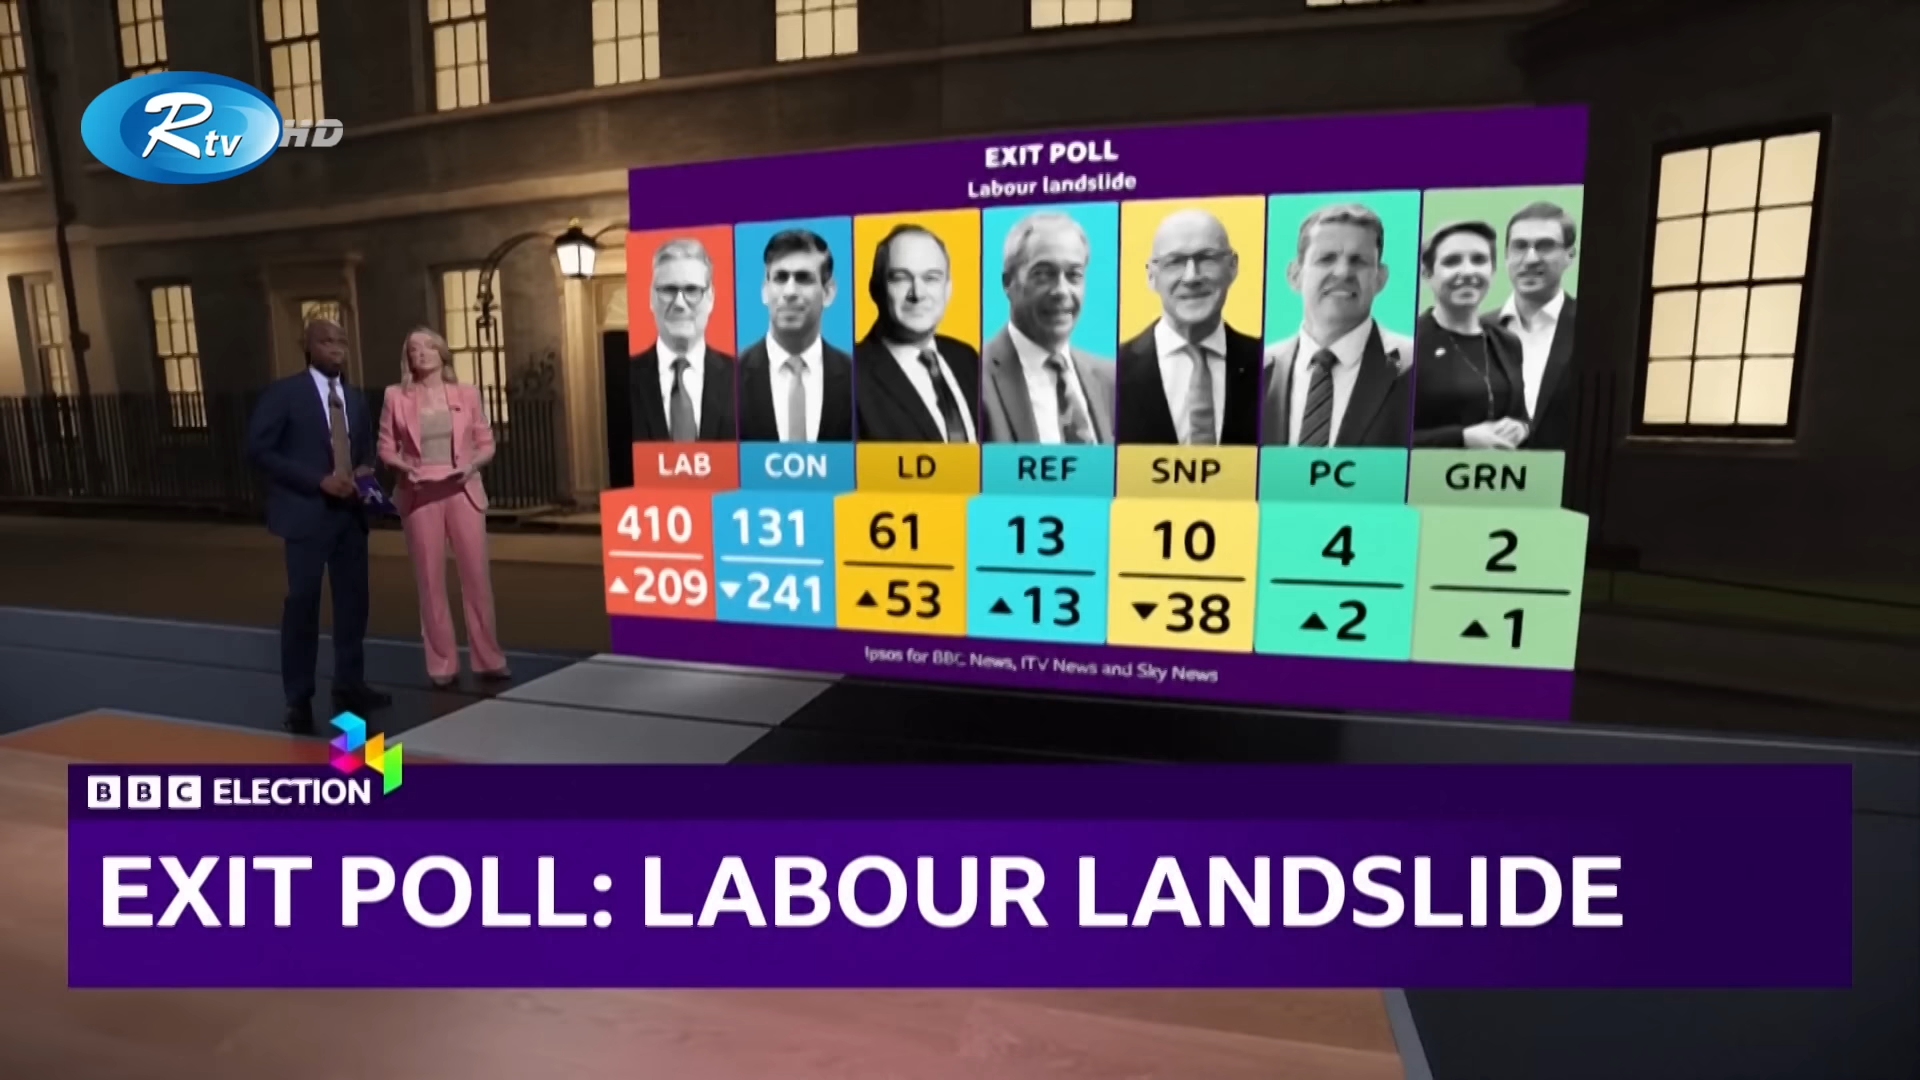 Rtv HD
EXIT POLL
Labour landslide
LAB CON LD REF SNP PC GRN
410 131 61 13 10 4 2
▲209 ▼241 ▲53 ▲13 ▼38 ▲2 ▲1
Ipsos for BBC News, ITV News and Sky News
BBC ELECTION
EXIT POLL: LABOUR LANDSLIDE